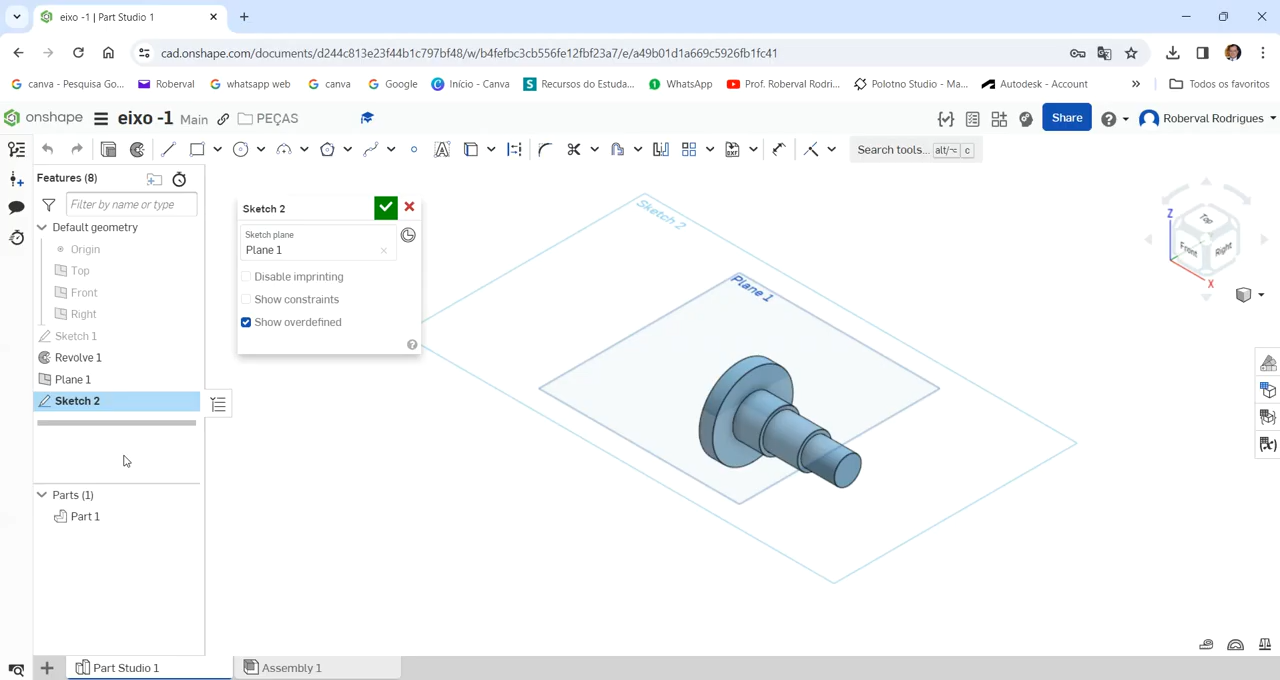 eixo -1 | Part Studio 1
cad.onshape.com/documents/d244c813e23f44b1c797bf48/w/b4fefbc3cb556fe12fbf23a7/e/a49b01d1a669c5926fb1fc41
canva - Pesquisa Go...
Roberval
whatsapp web
canva
Google
Início - Canva
Recursos do Estuda...
WhatsApp
Prof. Roberval Rodri...
Polotno Studio - Ma...
Autodesk - Account
»
Todos os favoritos
onshape
eixo -1 Main
PEÇAS
Share
Roberval Rodrigues
Search tools... alt/⌥ c
Features (8)
Filter by name or type
Default geometry
Origin
Top
Front
Right
Sketch 1
Revolve 1
Plane 1
Sketch 2
Parts (1)
Part 1
Sketch 2
Sketch plane
Plane 1
Disable imprinting
Show constraints
Show overdefined
Sketch 2
Plane 1
Z
Top
Front
Right
X
Part Studio 1
Assembly 1